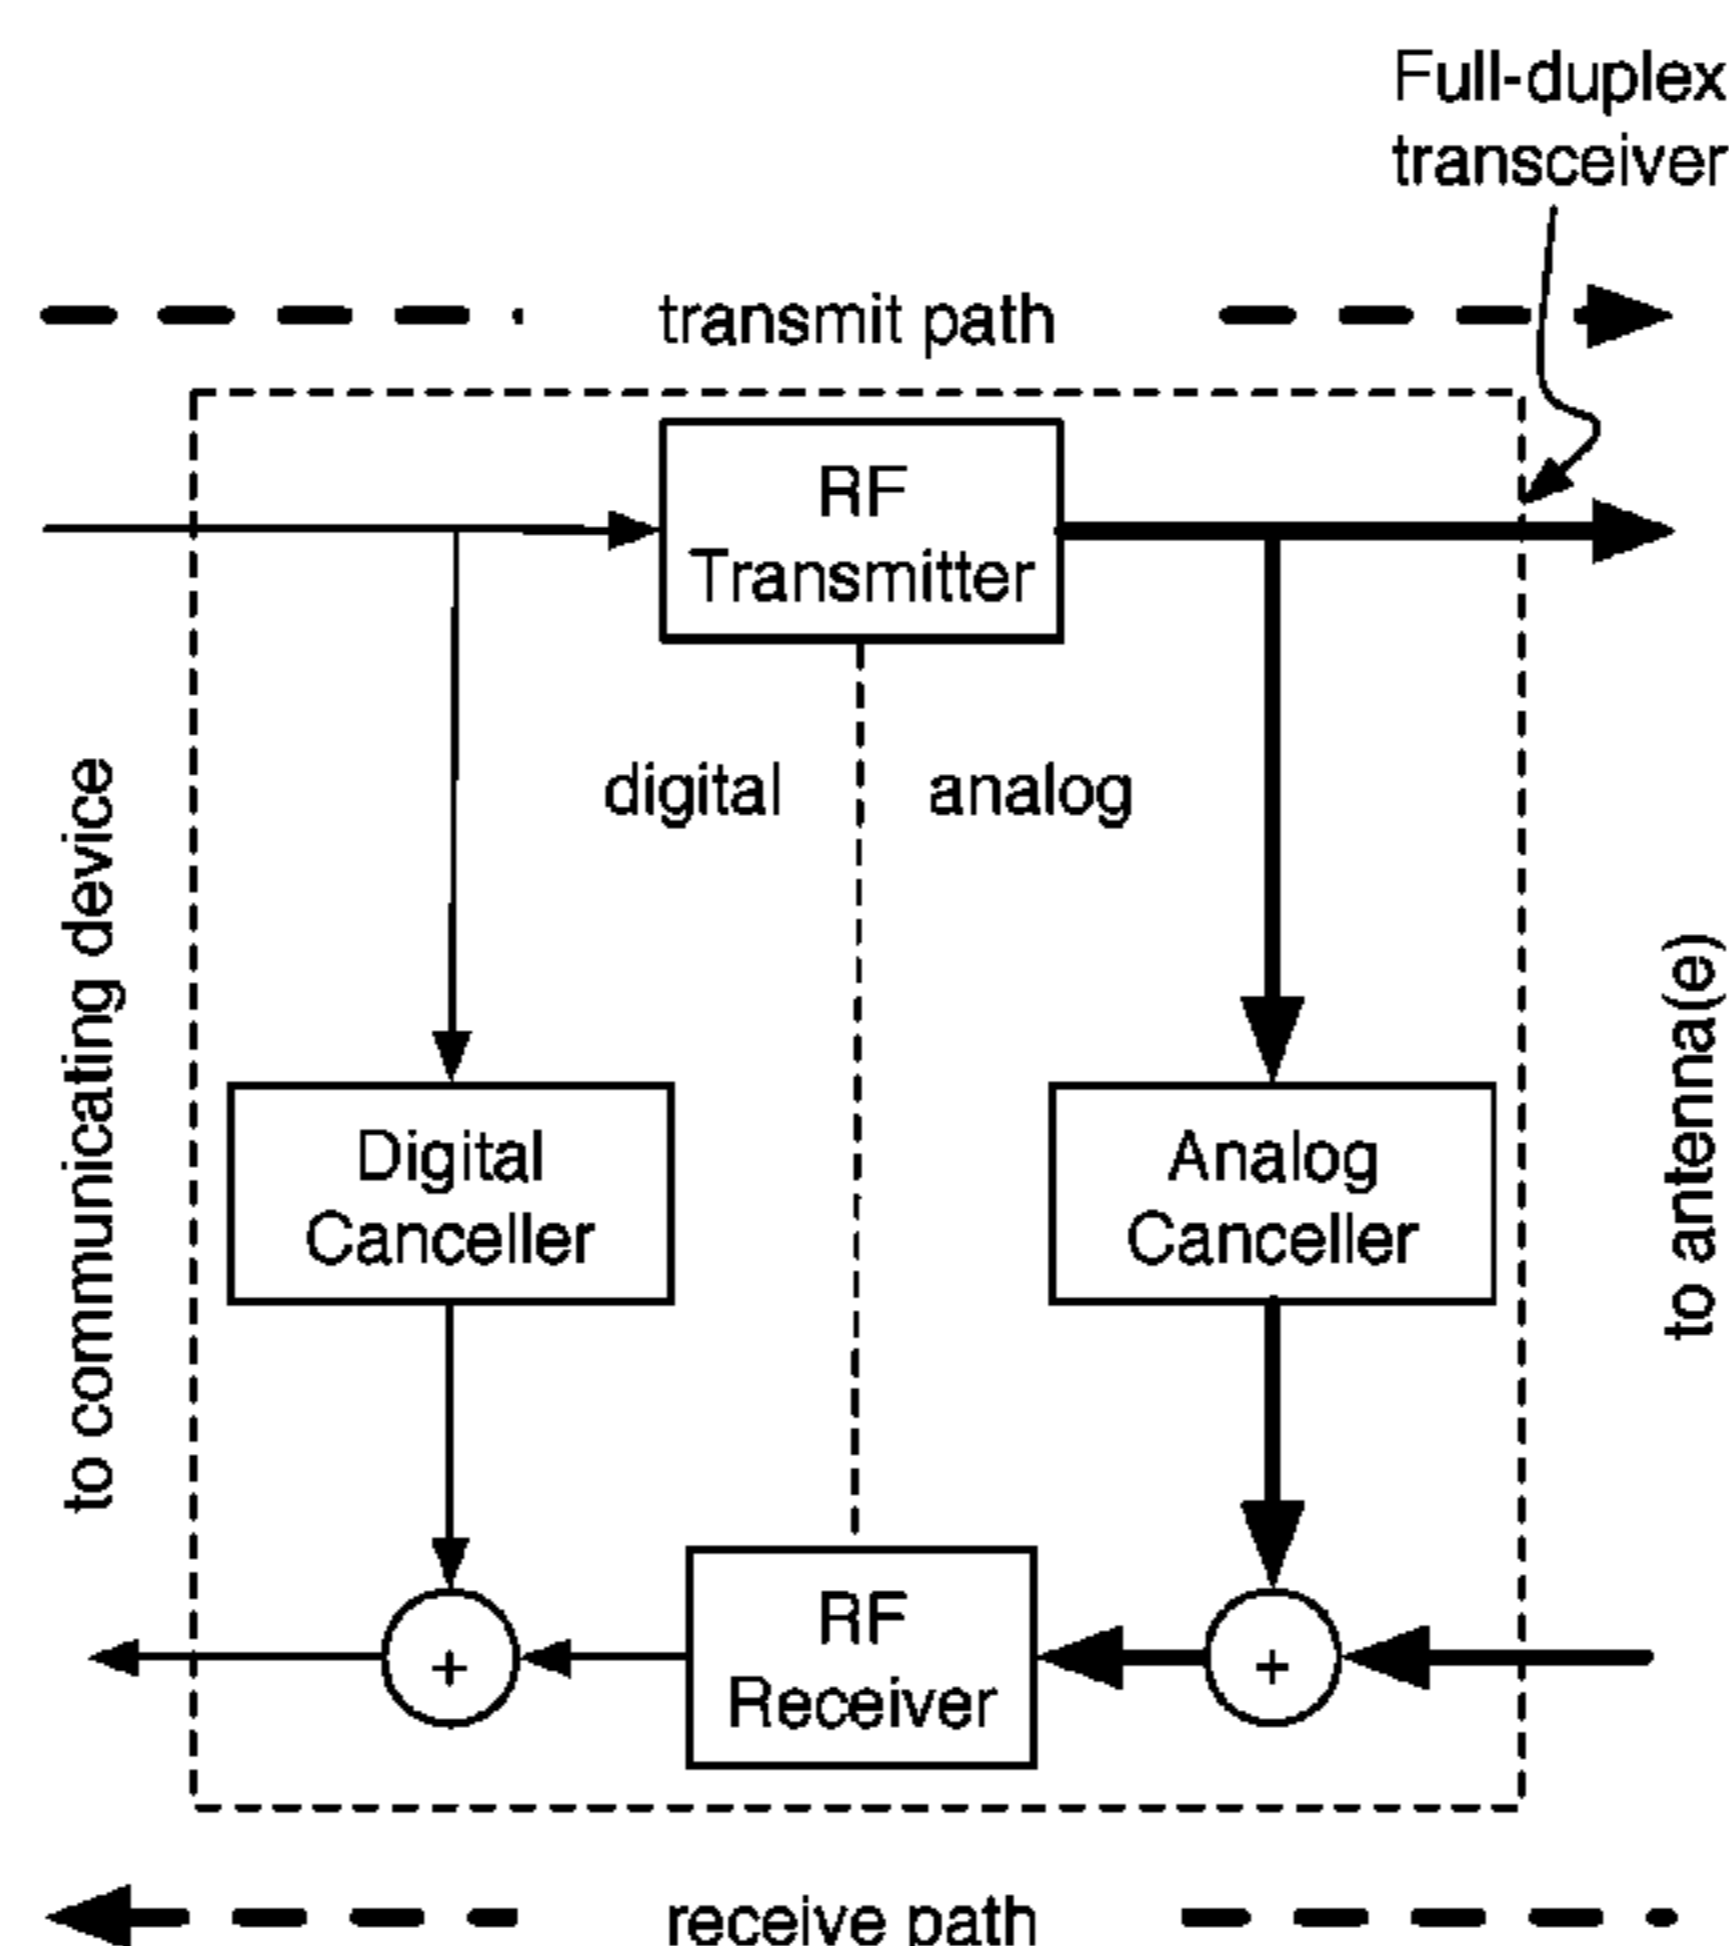 Full-duplex
transceiver
transmit path
RF
Transmitter
digital
analog
to communicating device
to antenna(e)
Digital
Canceller
Analog
Canceller
+
RF
Receiver
+
receive path